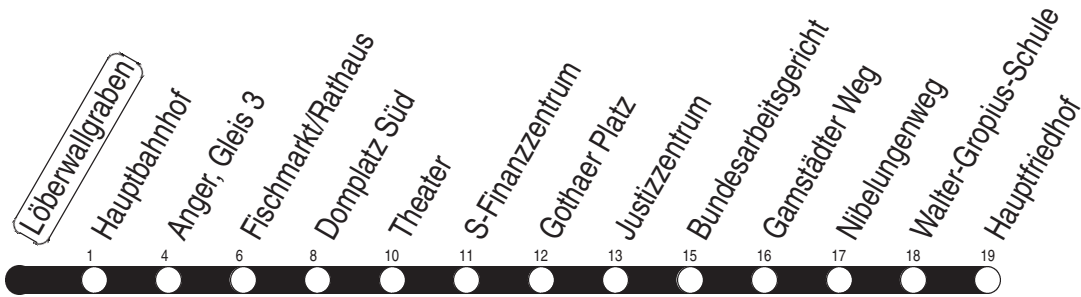 Löberwallgraben
Hauptbahnhof
Anger, Gleis 3
Fischmarkt/Rathaus
Domplatz Süd
Theater
S-Finanzzentrum
Gothaer Platz
Justizzentrum
Bundesarbeitsgericht
Gamstädter Weg
Nibelungenweg
Walter-Gropius-Schule
Hauptfriedhof
1 4 6 8 10 11 12 13 15 16 17 18 19